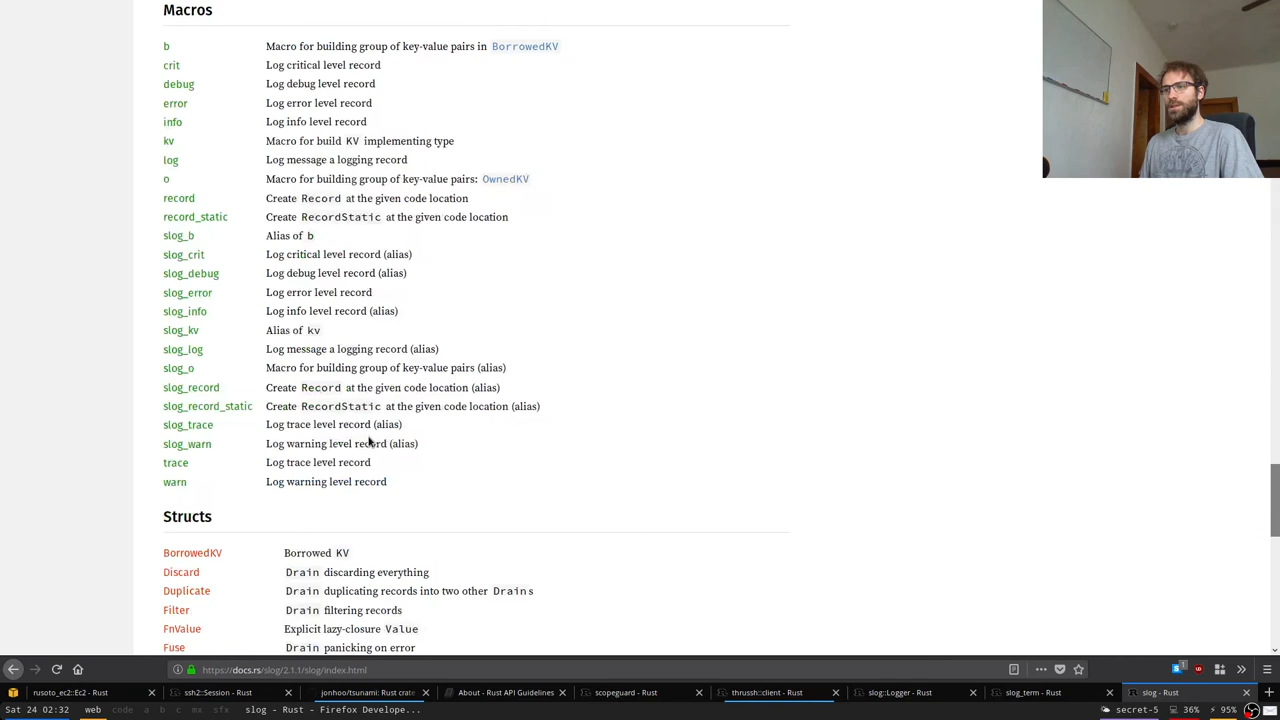 Macros
b Macro for building group of key-value pairs in BorrowedKV
crit Log critical level record
debug Log debug level record
error Log error level record
info Log info level record
kv Macro for build KV implementing type
log Log message a logging record
o Macro for building group of key-value pairs: OwnedKV
record Create Record at the given code location
record_static Create RecordStatic at the given code location
slog_b Alias of b
slog_crit Log critical level record (alias)
slog_debug Log debug level record (alias)
slog_error Log error level record
slog_info Log info level record (alias)
slog_kv Alias of kv
slog_log Log message a logging record (alias)
slog_o Macro for building group of key-value pairs (alias)
slog_record Create Record at the given code location (alias)
slog_record_static Create RecordStatic at the given code location (alias)
slog_trace Log trace level record (alias)
slog_warn Log warning level record (alias)
trace Log trace level record
warn Log warning level record
Structs
BorrowedKV Borrowed KV
Discard Drain discarding everything
Duplicate Drain duplicating records into two other Drains
Filter Drain filtering records
FnValue Explicit lazy-closure Value
Fuse Drain panicking on error
https://docs.rs/slog/2.1.1/slog/index.html
rusoto_ec2::Ec2 - Rust ssh2::Session - Rust jonhoo/tsunami: Rust crate About - Rust API Guidelines scopeguard - Rust thrussh::client - Rust slog::Logger - Rust slog_term - Rust slog - Rust
Sat 24 02:32 web code a b c mx sfx slog - Rust - Firefox Develope... secret-5 36% 95%